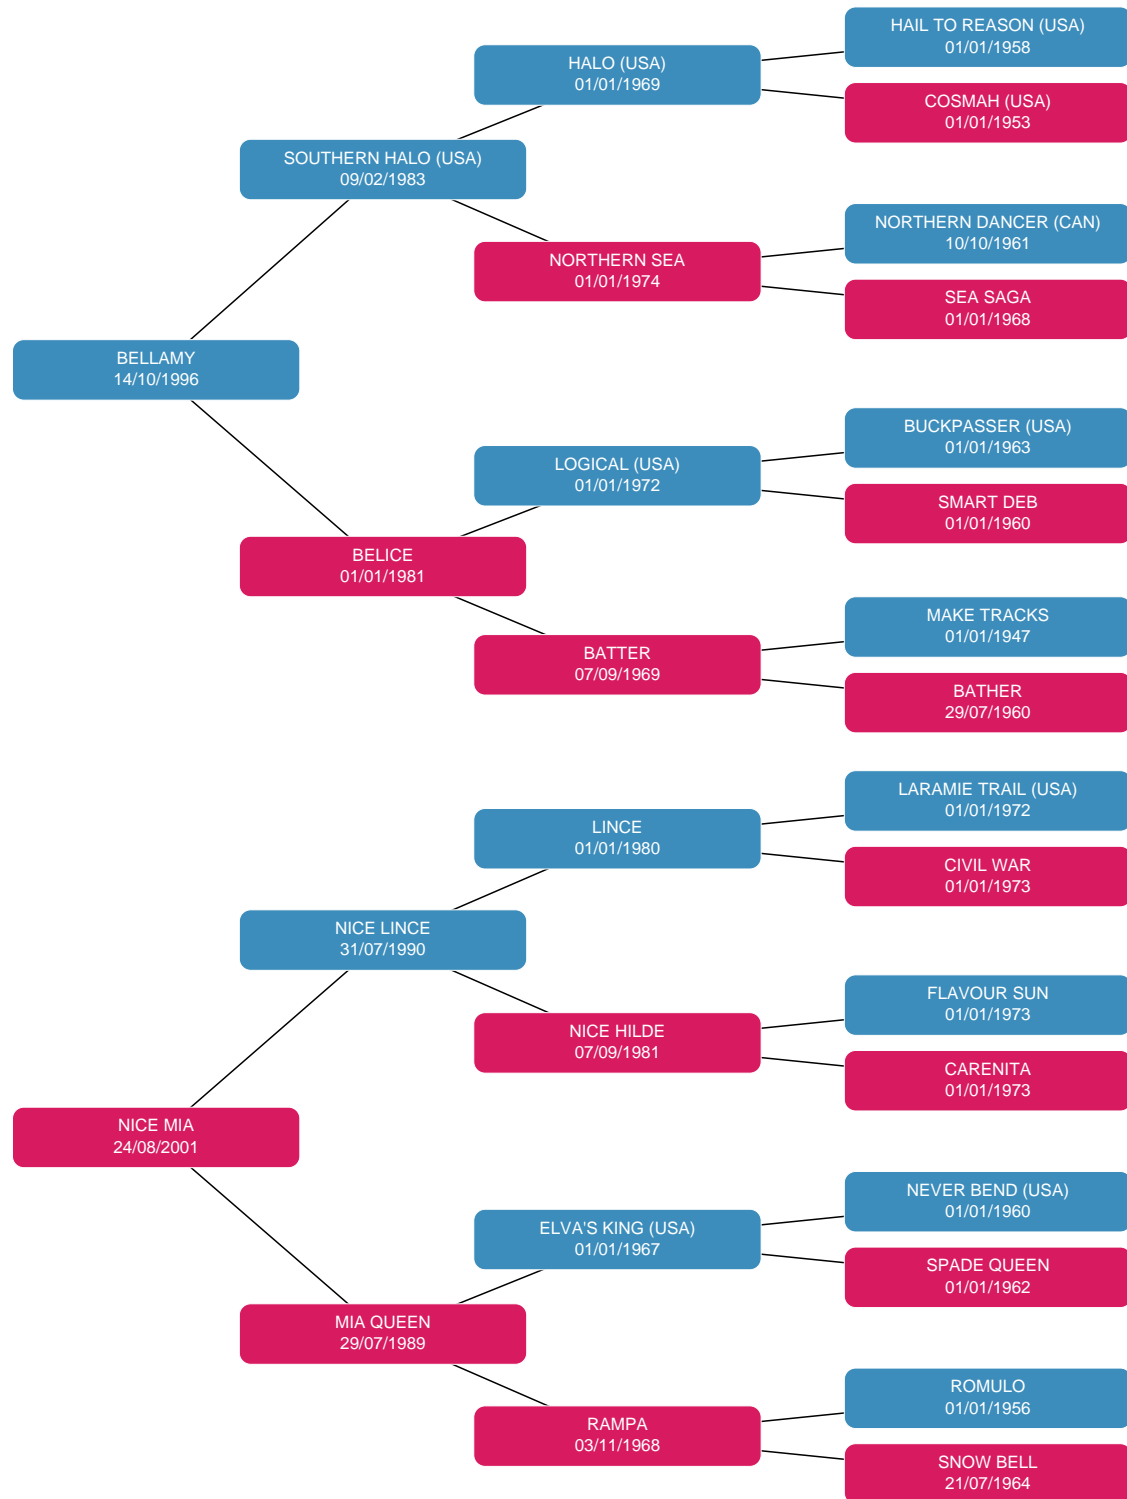 HAIL TO REASON (USA)
01/01/1958
HALO (USA)
01/01/1969
COSMAH (USA)
01/01/1953
SOUTHERN HALO (USA)
09/02/1983
NORTHERN DANCER (CAN)
10/10/1961
NORTHERN SEA
01/01/1974
SEA SAGA
01/01/1968
BELLAMY
14/10/1996
BUCKPASSER (USA)
01/01/1963
LOGICAL (USA)
01/01/1972
SMART DEB
01/01/1960
BELICE
01/01/1981
MAKE TRACKS
01/01/1947
BATTER
07/09/1969
BATHER
29/07/1960
LARAMIE TRAIL (USA)
01/01/1972
LINCE
01/01/1980
CIVIL WAR
01/01/1973
NICE LINCE
31/07/1990
FLAVOUR SUN
01/01/1973
NICE HILDE
07/09/1981
CARENITA
01/01/1973
NICE MIA
24/08/2001
NEVER BEND (USA)
01/01/1960
ELVA'S KING (USA)
01/01/1967
SPADE QUEEN
01/01/1962
MIA QUEEN
29/07/1989
ROMULO
01/01/1956
RAMPA
03/11/1968
SNOW BELL
21/07/1964